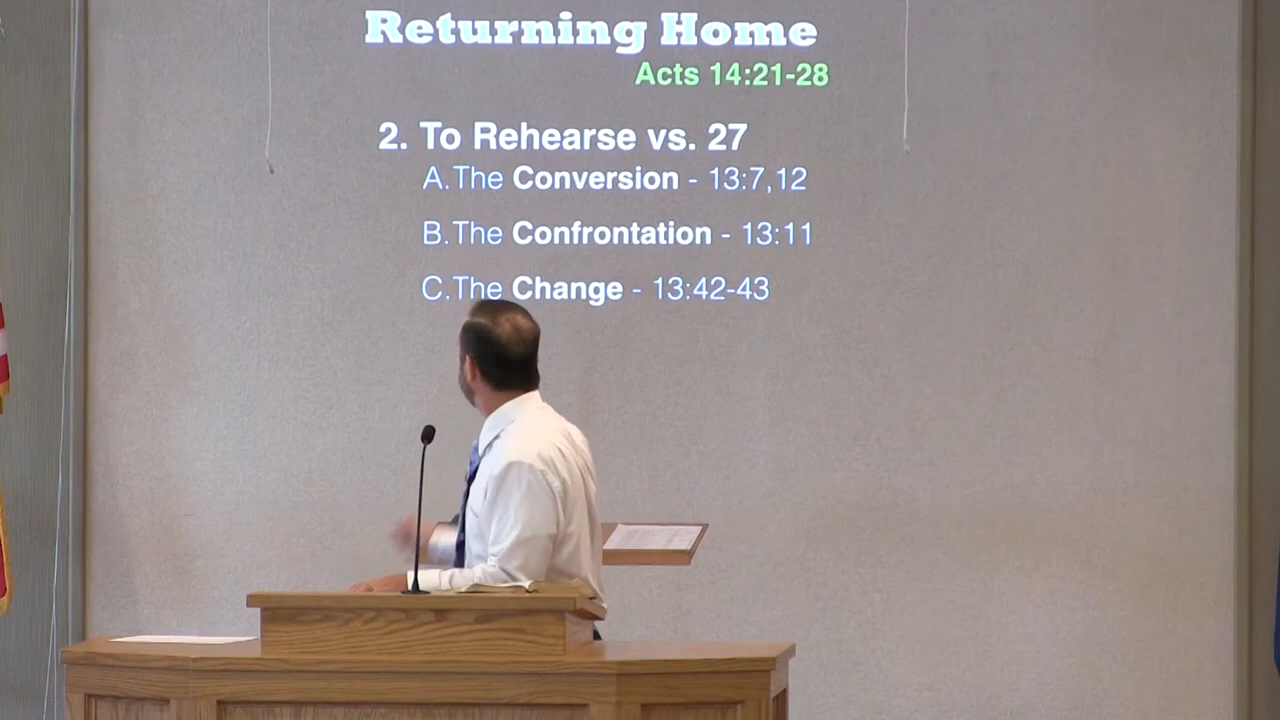 Returning Home
Acts 14:21-28
2. To Rehearse vs. 27
A.The Conversion - 13:7,12
B.The Confrontation - 13:11
C.The Change - 13:42-43